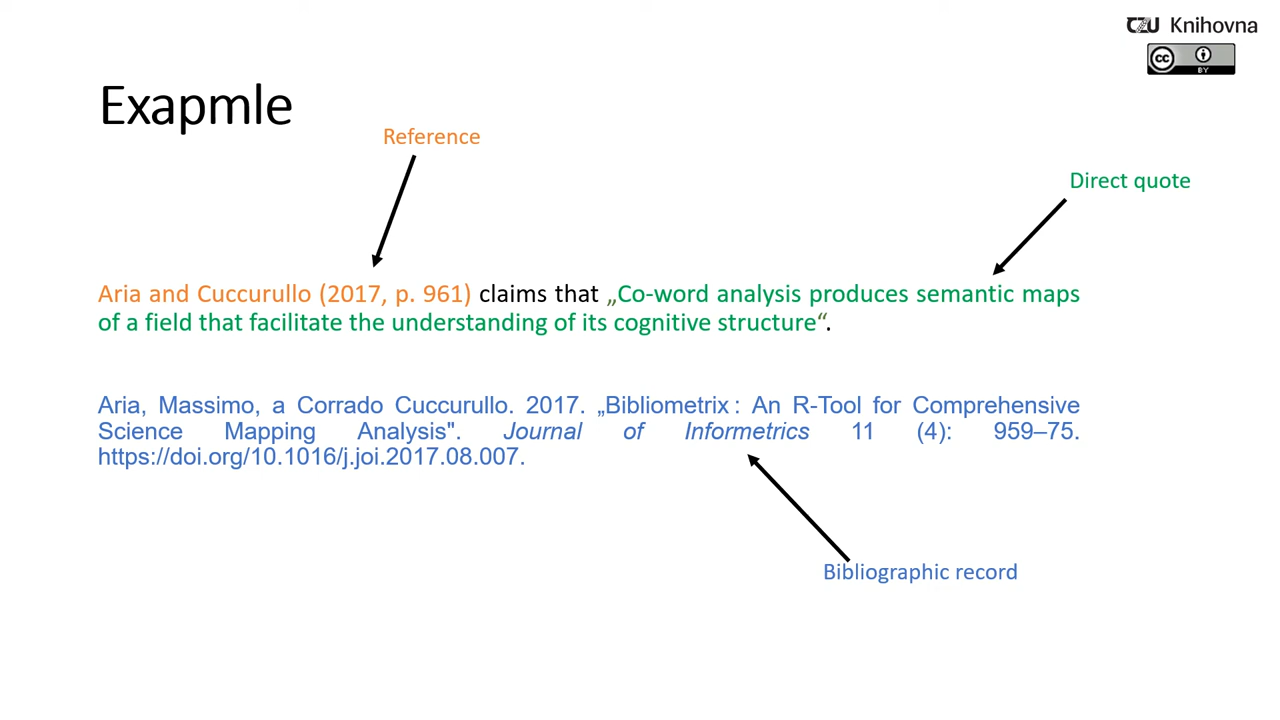 CZU Knihovna
CC BY
Exapmle
Reference
Direct quote
Aria and Cuccurullo (2017, p. 961) claims that „Co-word analysis produces semantic maps
of a field that facilitate the understanding of its cognitive structure“.
Aria, Massimo, a Corrado Cuccurullo. 2017. „Bibliometrix : An R-Tool for Comprehensive
Science Mapping Analysis". Journal of Informetrics 11 (4): 959–75.
https://doi.org/10.1016/j.joi.2017.08.007.
Bibliographic record